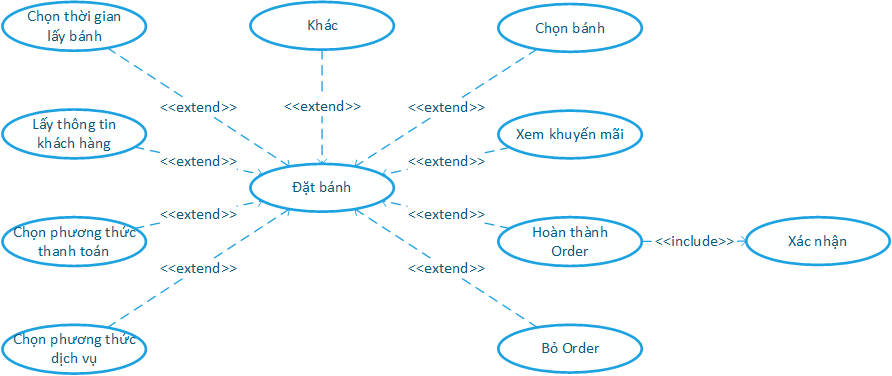 Chọn thời gian
lấy bánh
Khác
Chọn bánh
<<extend>>
<<extend>>
<<extend>>
Lấy thông tin
khách hàng
Xem khuyến mãi
<<extend>>
<<extend>>
Đặt bánh
<<extend>>
<<extend>>
Chọn phương thức
thanh toán
Hoàn thành
Order
<<include>>
Xác nhận
<<extend>>
<<extend>>
Chọn phương thức
dịch vụ
Bỏ Order